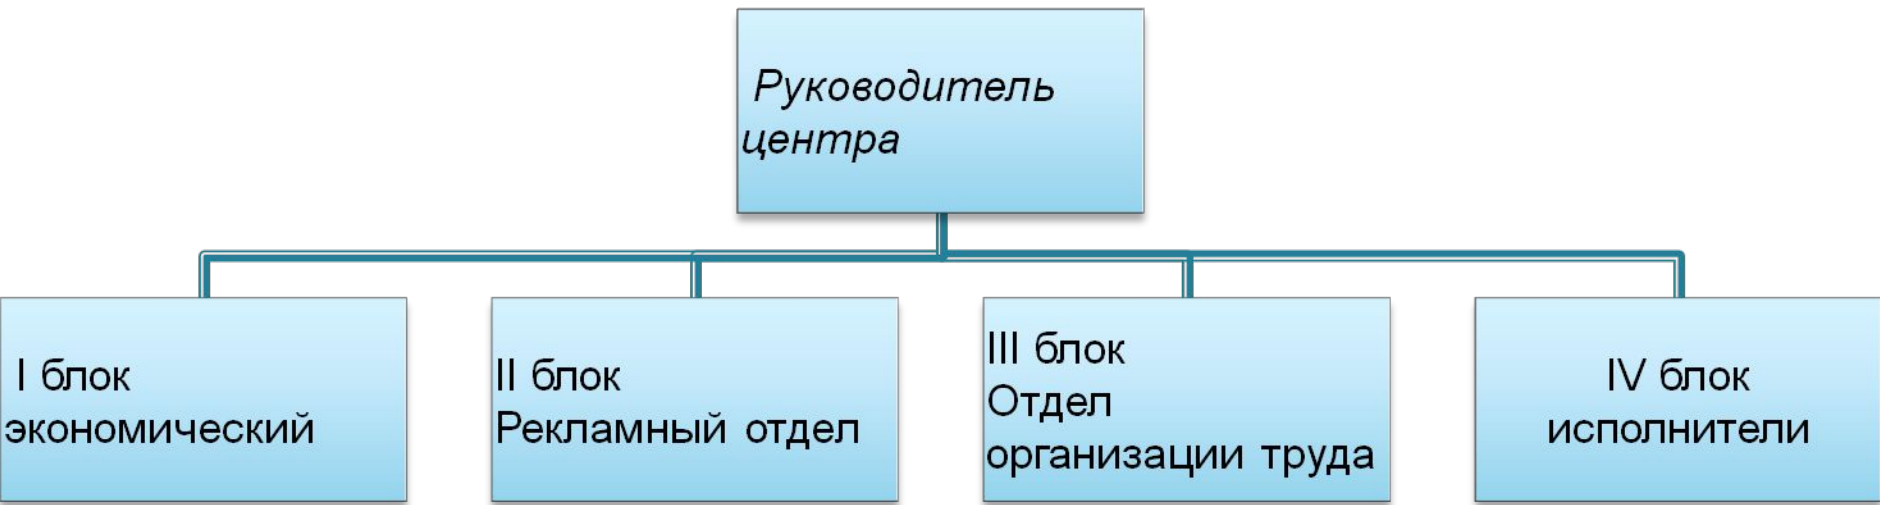 Руководитель
центра
I блок
экономический
II блок
Рекламный отдел
III блок
Отдел
организации труда
IV блок
исполнители